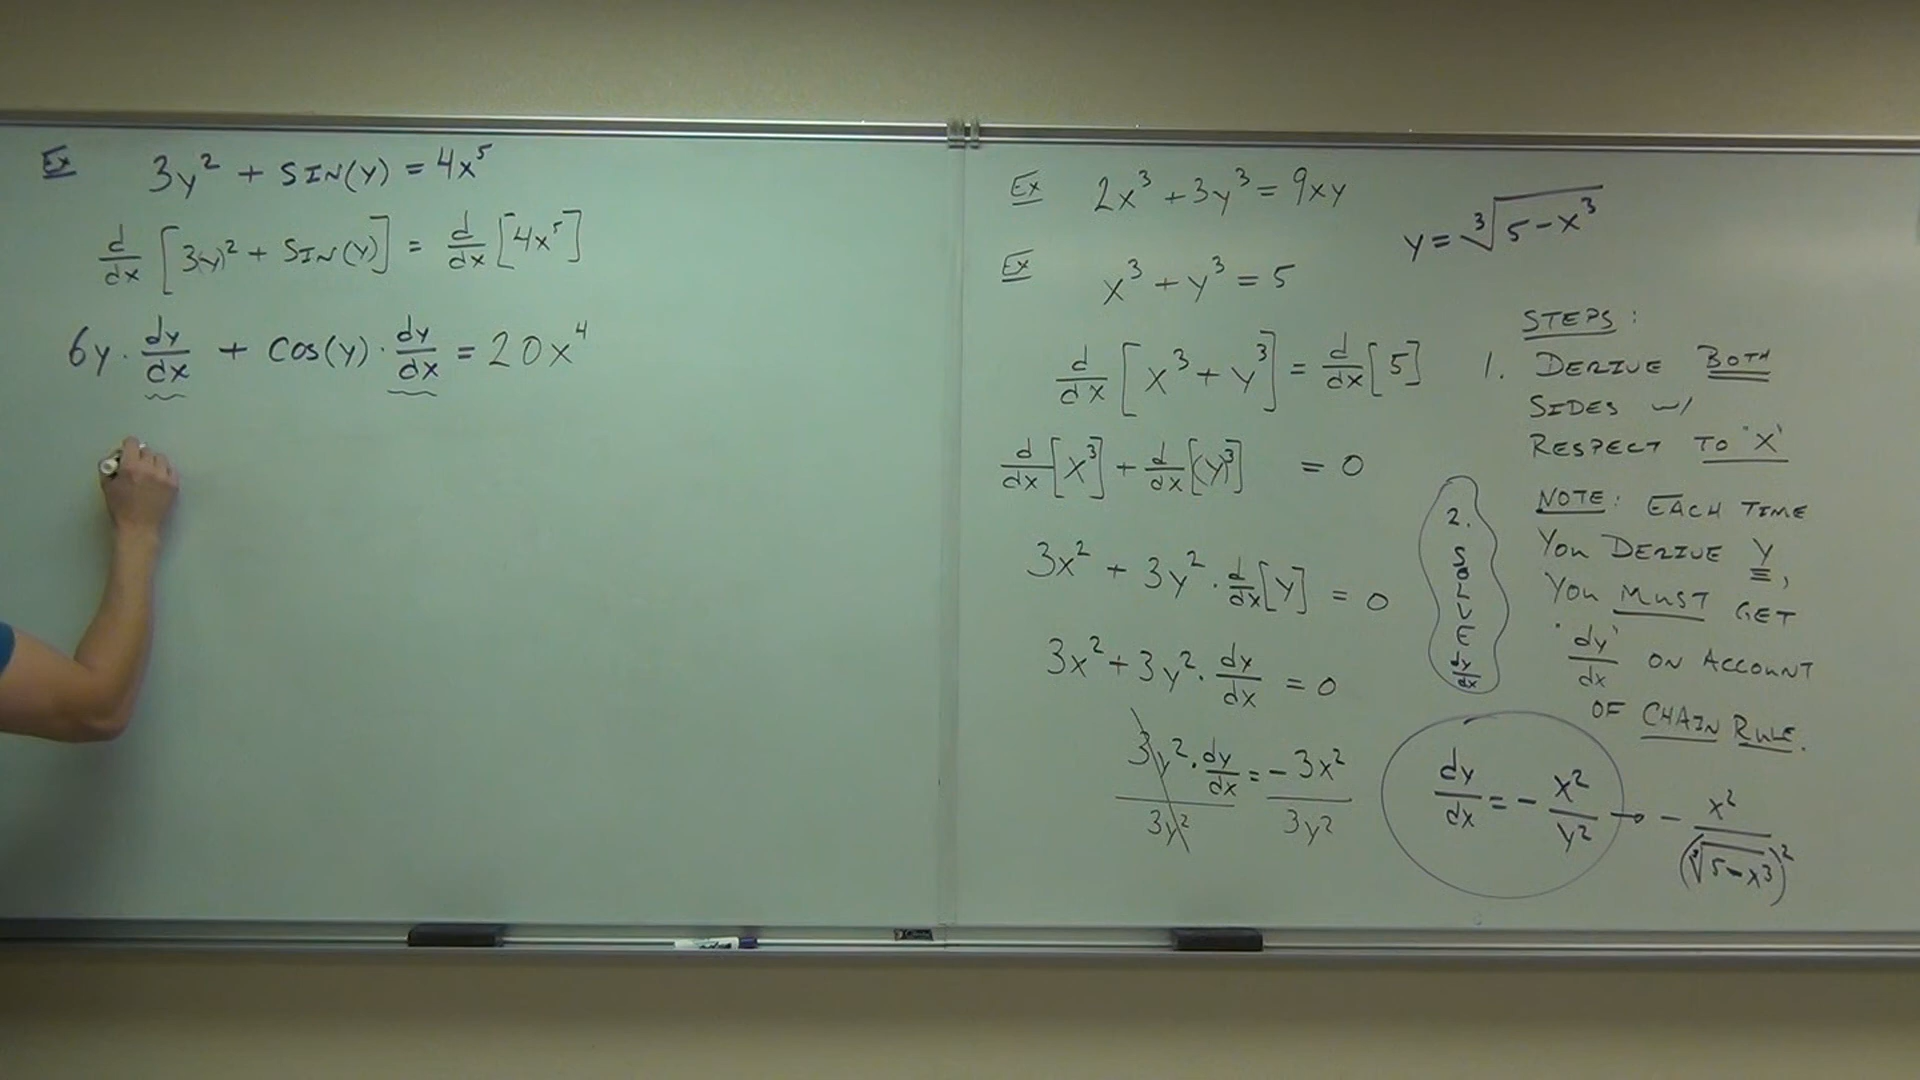 Ex 3y² + SIN(y) = 4x⁵
d/dx [3(y)² + SIN(y)] = d/dx [4x⁵]
6y · dy/dx + cos(y) · dy/dx = 20x⁴
Ex 2x³ + 3y³ = 9xy
y = ∛(5-x³)
Ex x³ + y³ = 5
d/dx [x³ + y³] = d/dx [5]
d/dx [x³] + d/dx [(y)³] = 0
3x² + 3y² · d/dx [y] = 0
3x² + 3y² · dy/dx = 0
3y² · dy/dx / 3y² = -3x² / 3y²
STEPS:
1. DERIVE BOTH
SIDES w/
RESPECT TO 'X'
NOTE: EACH TIME
YOU DERIVE Y,
YOU MUST GET
'dy/dx' ON ACCOUNT
OF CHAIN RULE.
2. SOLVE dy/dx
dy/dx = - x²/y² → - x²/(∛(5-x³))²